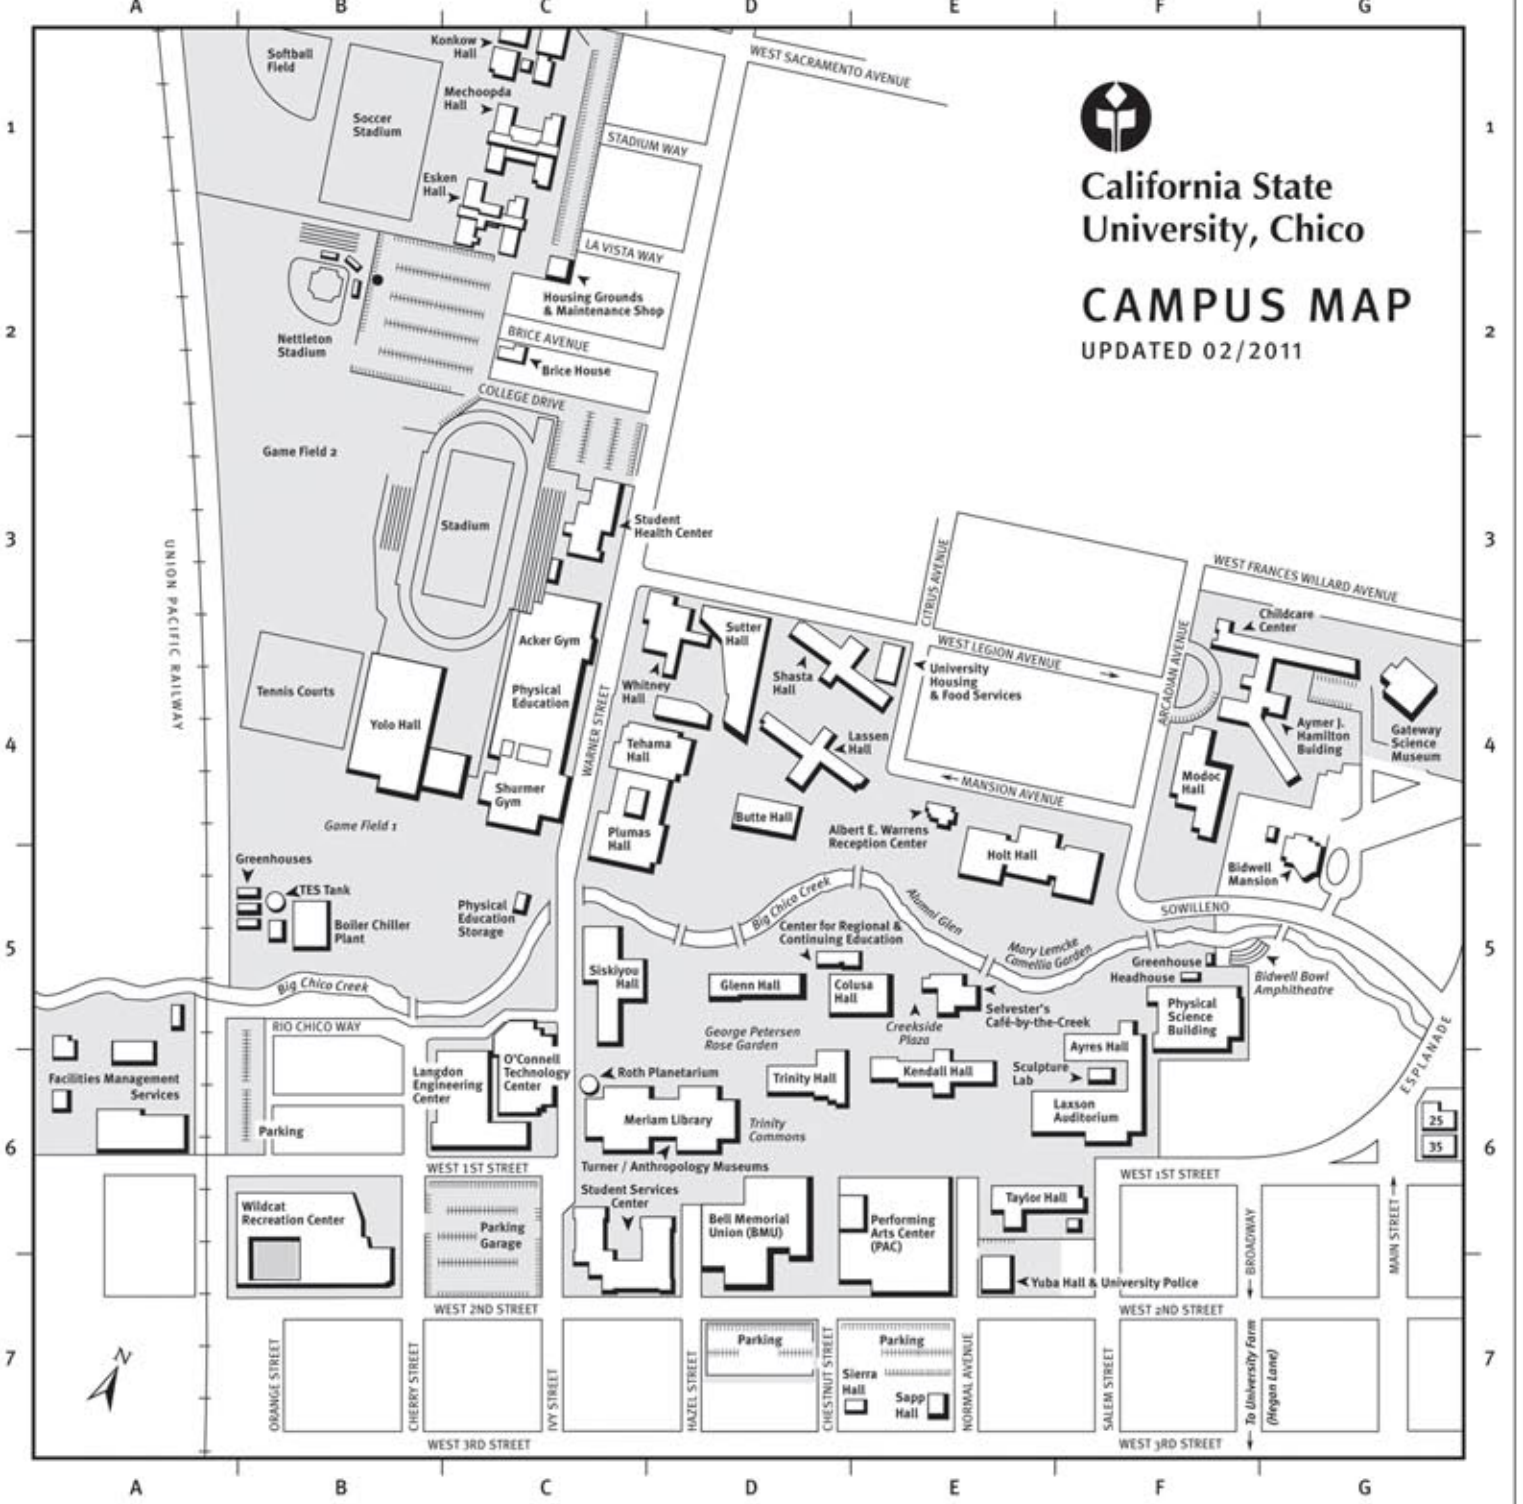 A B C D E F G
Softball
Field
Konkow
Hall
WEST SACRAMENTO AVENUE
Mechoopda
Hall
1
Soccer
Stadium
STADIUM WAY
1
California State
University, Chico
CAMPUS MAP
UPDATED 02/2011
Esken
Hall
LA VISTA WAY
Housing Grounds
& Maintenance Shop
2
Nettleton
Stadium
BRICE AVENUE
Brice House
2
COLLEGE DRIVE
Game Field 2
Stadium
Student
Health Center
3
3
UNION PACIFIC RAILWAY
CITRUS AVENUE
WEST FRANCES WILLARD AVENUE
Childcare
Center
Acker Gym
Sutter
Hall
WEST LEGION AVENUE
ARCADIAN AVENUE
University
Housing
& Food Services
Tennis Courts
Physical
Education
Whitney
Hall
Shasta
Hall
Yolo Hall
WARNER STREET
4
Tehama
Hall
Lassen
Hall
Aymer J.
Hamilton
Buiding
Gateway
Science
Museum
4
MANSION AVENUE
Modoc
Hall
Shurmer
Gym
Butte Hall
Albert E. Warrens
Reception Center
Game Field 1
Plumas
Hall
Holt Hall
Bidwell
Mansion
Greenhouses
TES Tank
Boiler Chiller
Plant
Physical
Education
Storage
Big Chico Creek
Alumni Glen
SOWILLENO
Center for Regional &
Continuing Education
Mary Lemcke
Camellia Garden
5
5
Greenhouse
Headhouse
Bidwell Bowl
Amphitheatre
Siskiyou
Hall
Glenn Hall
Colusa
Hall
Selvester's
Café-by-the-Creek
Physical
Science
Building
Big Chico Creek
RIO CHICO WAY
George Petersen
Rose Garden
Creekside
Plaza
Ayres Hall
ESPLANADE
Facilities Management
Services
Langdon
Engineering
Center
O'Connell
Technology
Center
Roth Planetarium
Trinity Hall
Kendall Hall
Sculpture
Lab
Laxson
Auditorium
Meriam Library
Trinity
Commons
Parking
25
35
6
6
WEST 1ST STREET
Turner / Anthropology Museums
WEST 1ST STREET
Student Services
Center
Taylor Hall
Wildcat
Recreation Center
Parking
Garage
Bell Memorial
Union (BMU)
Performing
Arts Center
(PAC)
BROADWAY
MAIN STREET
Yuba Hall & University Police
WEST 2ND STREET
WEST 2ND STREET
7
N
ORANGE STREET
CHERRY STREET
IVY STREET
HAZEL STREET
Parking
CHESTNUT STREET
Parking
Sierra
Hall
Sapp
Hall
NORMAL AVENUE
SALEM STREET
To University Farm
(Hegan Lane)
7
WEST 3RD STREET
WEST 3RD STREET
A B C D E F G